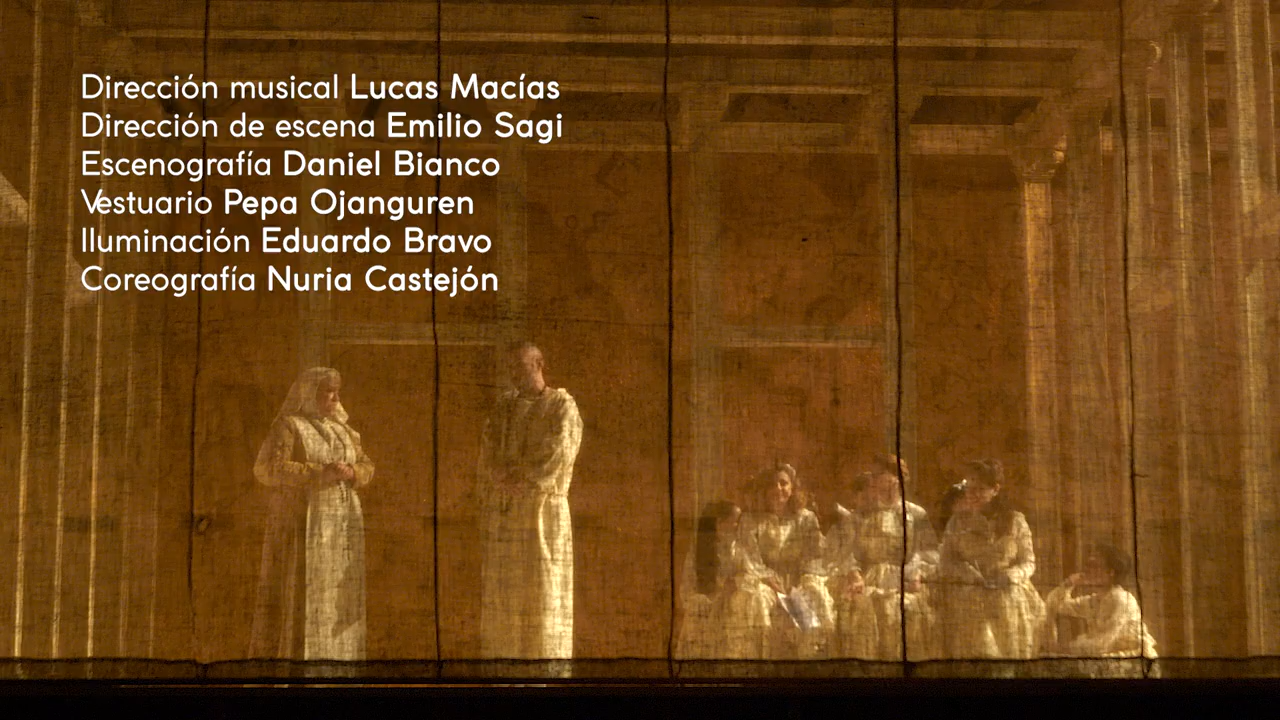 Dirección musical Lucas Macías
Dirección de escena Emilio Sagi
Escenografía Daniel Bianco
Vestuario Pepa Ojanguren
Iluminación Eduardo Bravo
Coreografía Nuria Castejón